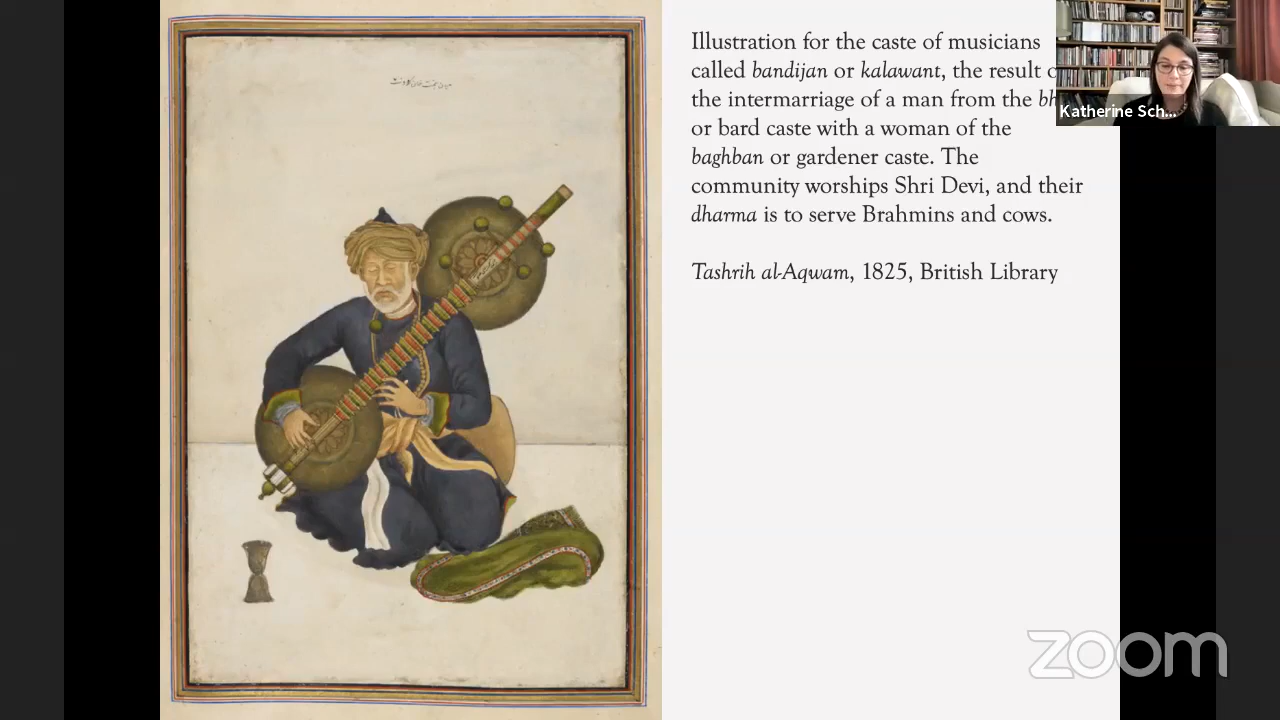 Illustration for the caste of musicians
called bandijan or kalawant, the result
the intermarriage of a man from the
or bard caste with a woman of the
baghban or gardener caste. The
community worships Shri Devi, and their
dharma is to serve Brahmins and cows.
Tashrih al-Aqwam, 1825, British Library
Katherine Sch...
zoom